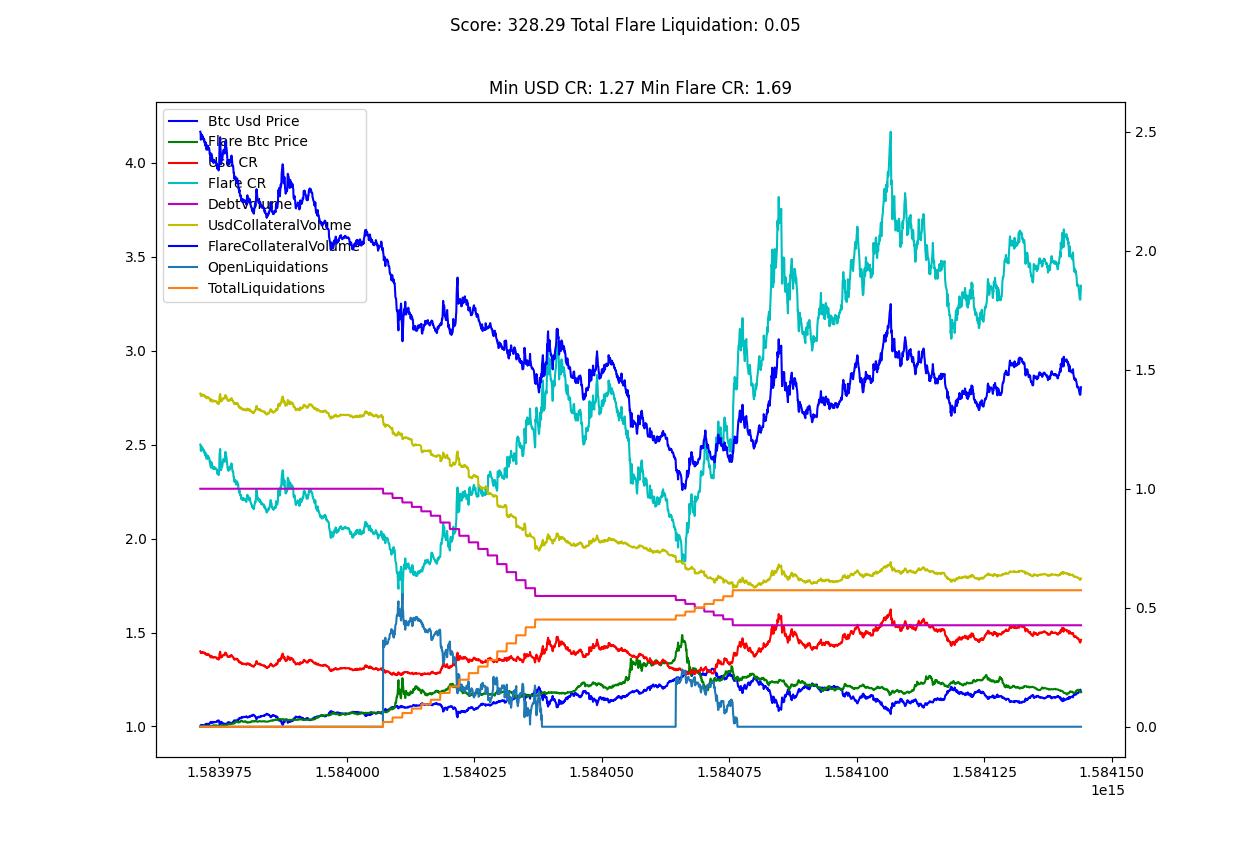 Score: 328.29 Total Flare Liquidation: 0.05
Min USD CR: 1.27 Min Flare CR: 1.69
Btc Usd Price
Flare Btc Price
Usd CR
Flare CR
DebtVolume
UsdCollateralVolume
FlareCollateralVolume
OpenLiquidations
TotalLiquidations
4.0
3.5
3.0
2.5
2.0
1.5
1.0
2.5
2.0
1.5
1.0
0.5
0.0
1.583975 1.584000 1.584025 1.584050 1.584075 1.584100 1.584125 1.584150
1e15